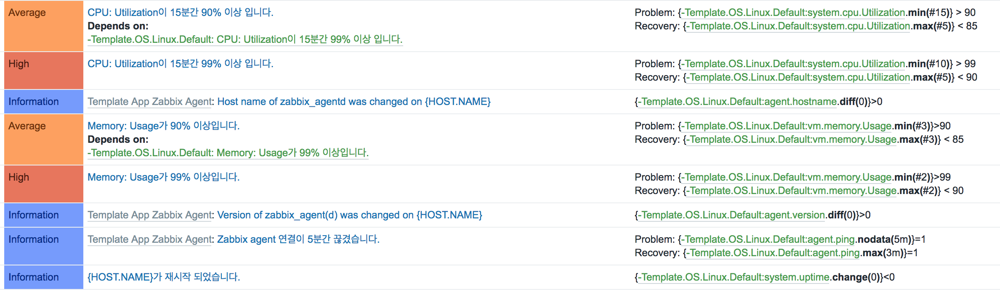 Average
CPU: Utilization이 15분간 90% 이상 입니다.
Depends on:
-Template.OS.Linux.Default: CPU: Utilization이 15분간 99% 이상 입니다.
Problem: {-Template.OS.Linux.Default:system.cpu.Utilization.min(#15)} > 90
Recovery: {-Template.OS.Linux.Default:system.cpu.Utilization.max(#5)} < 85
High
CPU: Utilization이 15분간 99% 이상 입니다.
Problem: {-Template.OS.Linux.Default:system.cpu.Utilization.min(#10)} > 99
Recovery: {-Template.OS.Linux.Default:system.cpu.Utilization.max(#5)} < 90
Information
Template App Zabbix Agent: Host name of zabbix_agentd was changed on {HOST.NAME}
{-Template.OS.Linux.Default:agent.hostname.diff(0)}>0
Average
Memory: Usage가 90% 이상입니다.
Depends on:
-Template.OS.Linux.Default: Memory: Usage가 99% 이상입니다.
Problem: {-Template.OS.Linux.Default:vm.memory.Usage.min(#3)}>90
Recovery: {-Template.OS.Linux.Default:vm.memory.Usage.max(#3)} < 85
High
Memory: Usage가 99% 이상입니다.
Problem: {-Template.OS.Linux.Default:vm.memory.Usage.min(#2)}>99
Recovery: {-Template.OS.Linux.Default:vm.memory.Usage.max(#2)} < 90
Information
Template App Zabbix Agent: Version of zabbix_agent(d) was changed on {HOST.NAME}
{-Template.OS.Linux.Default:agent.version.diff(0)}>0
Information
Template App Zabbix Agent: Zabbix agent 연결이 5분간 끊겼습니다.
Problem: {-Template.OS.Linux.Default:agent.ping.nodata(5m)}=1
Recovery: {-Template.OS.Linux.Default:agent.ping.max(3m)}=1
Information
{HOST.NAME}가 재시작 되었습니다.
{-Template.OS.Linux.Default:system.uptime.change(0)}<0